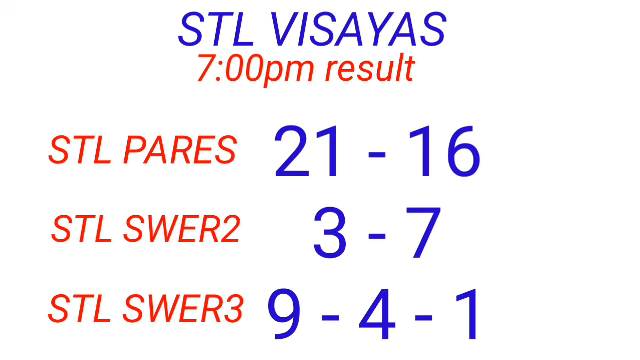 STL VISAYAS
7:00pm result
STL PARES 21 - 16
STL SWER2 3 - 7
STL SWER3 9 - 4 - 1